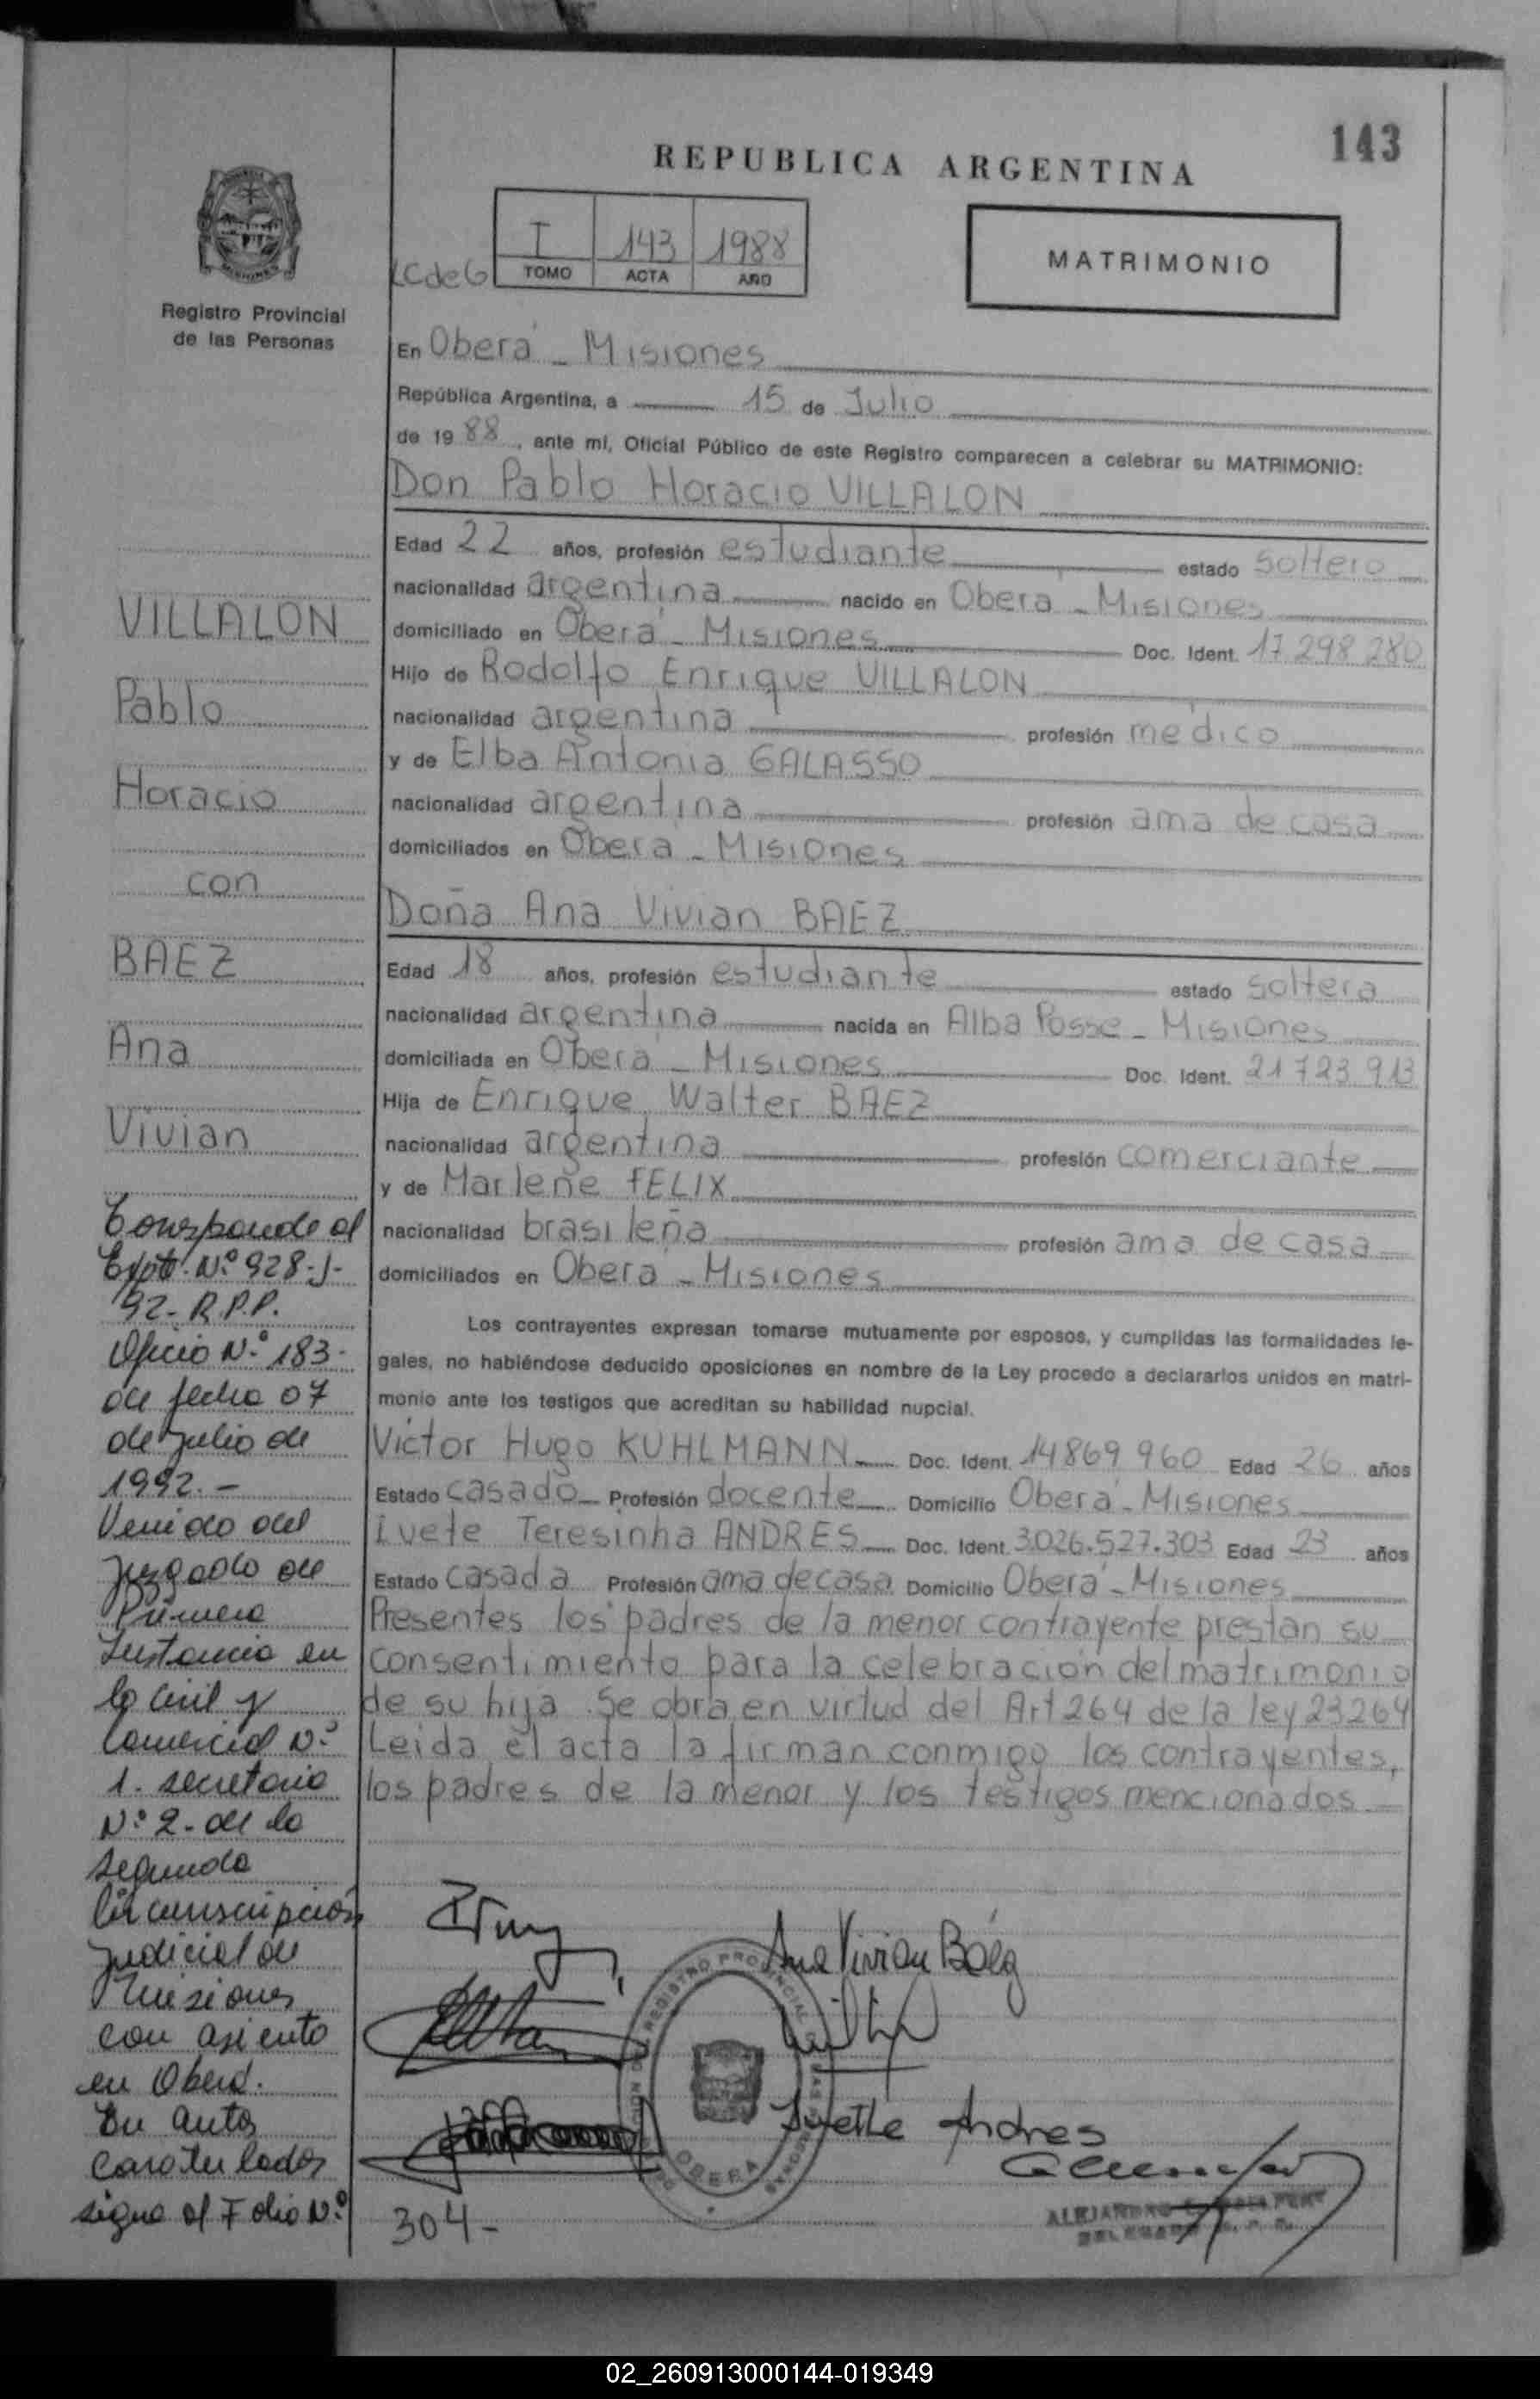 143
REPUBLICA ARGENTINA
I 143 1988
TOMO ACTA AÑO
LCdeG
MATRIMONIO
Registro Provincial
de las Personas
En Oberá - Misiones
República Argentina, a 15 de Julio
de 1988, ante mí, Oficial Público de este Registro comparecen a celebrar su MATRIMONIO:
Don Pablo Horacio VILLALON
Edad 22 años, profesión estudiante estado soltero
nacionalidad argentina nacido en Oberá - Misiones
domiciliado en Oberá - Misiones Doc. Ident. 17 298 280
Hijo de Rodolfo Enrique VILLALON
nacionalidad argentina profesión médico
y de Elba Antonia GALASSO
nacionalidad argentina profesión ama de casa
domiciliados en Oberá - Misiones
Doña Ana Vivian BAEZ
Edad 18 años, profesión estudiante estado soltera
nacionalidad argentina nacida en Alba Posse - Misiones
domiciliada en Oberá - Misiones Doc. Ident. 21 723 913
Hija de Enrique Walter BAEZ
nacionalidad argentina profesión comerciante
y de Marlene FELIX
nacionalidad brasileña profesión ama de casa
domiciliados en Oberá - Misiones
Los contrayentes expresan tomarse mutuamente por esposos, y cumplidas las formalidades le-
gales, no habiéndose deducido oposiciones en nombre de la Ley procedo a declararlos unidos en matri-
monio ante los testigos que acreditan su habilidad nupcial.
Víctor Hugo KUHLMANN Doc. Ident. 14869 960 Edad 26 años
Estado casado Profesión docente Domicilio Oberá - Misiones
Ivete Teresinha ANDRES Doc. Ident. 3026.527.303 Edad 23 años
Estado casada Profesión ama de casa Domicilio Oberá - Misiones
Presentes los padres de la menor contrayente prestan su
consentimiento para la celebración del matrimonio
de su hija. Se obra en virtud del Art 264 de la ley 23264
Leida el acta la firman conmigo los contrayentes,
los padres de la menor y los testigos mencionados
VILLALON
Pablo
Horacio
con
BAEZ
Ana
Vivian
Corresponde al
Expte. Nº 928-J-
92- R.P.P.
Oficio Nº 183-
de fecha 07
de Julio de
1992.-
Venido del
Juzgado de
Primera
Instancia en
lo Civil y
Comercial Nº
1. secretaria
Nº 2- de la
segunda
Circunscripción
Judicial de
Misiones
con asiento
en Oberá.
En autos
caratulados
sigue al Folio Nº
304-
Ana Vivian Báez
Ivette Andres
REGISTRO PROVINCIAL
OBERA
ALEJANDRO
02_260913000144-019349